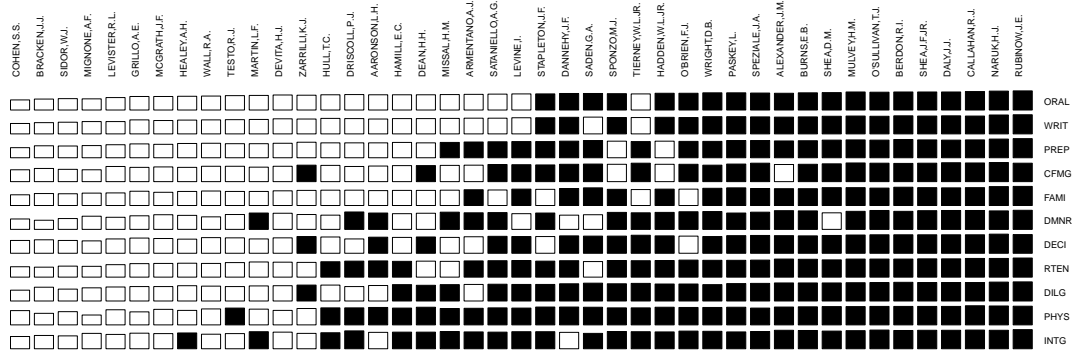 COHEN,S.S.
BRACKEN,J.J.
SIDOR,W.J.
MIGNONE,A.F.
LEVISTER,R.L.
GRILLO,A.E.
MCGRATH,J.F.
HEALEY.A.H.
WALL,R.A.
TESTO,R.J.
MARTIN,L.F.
DEVITA,H.J.
ZARRILLI,K.J.
HULL,T.C.
DRISCOLL,P.J.
AARONSON,L.H.
HAMILL,E.C.
DEAN,H.H.
MISSAL,H.M.
ARMENTANO,A.J.
SATANIELLO,A.G.
LEVINE,I.
STAPLETON,J.F.
DANNEHY,J.F.
SADEN,G.A.
SPONZO,M.J.
TIERNEY,W.L.JR.
HADDEN,W.L.JR.
O'BRIEN,F.J.
WRIGHT,D.B.
PASKEY,L.
SPEZIALE,J.A.
ALEXANDER,J.M.
BURNS,E.B.
SHEA,D.M.
MULVEY,H.M.
O'SULLIVAN,T.J.
BERDON,R.I.
SHEA,J.F.JR.
DALY,J.J.
CALLAHAN,R.J.
NARUK,H.J.
RUBINOW,J.E.
ORAL
WRIT
PREP
CFMG
FAMI
DMNR
DECI
RTEN
DILG
PHYS
INTG